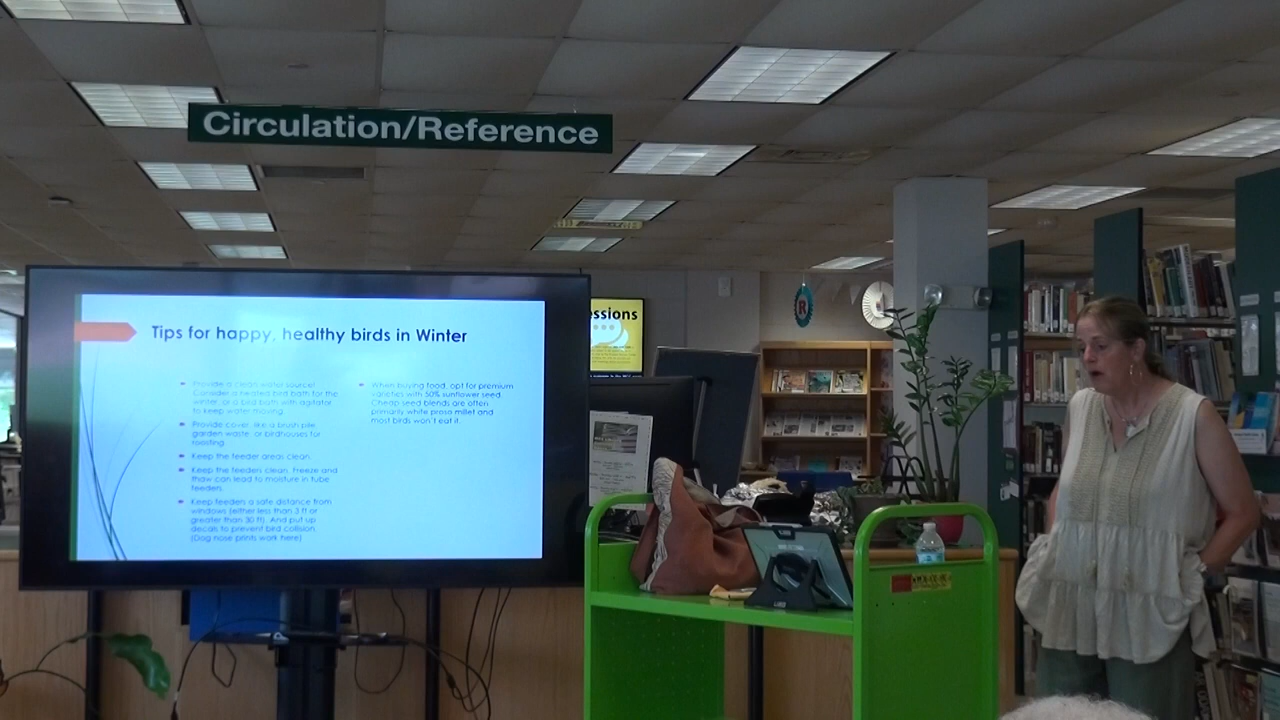 Circulation/Reference
essions
Tips for happy, healthy birds in Winter
Provide a clean water source!
Consider a heated bird bath for the
winter, or a bird bath with agitator
to keep water moving.
Provide cover, like a brush pile,
garden waste, or birdhouses for
roosting.
Keep the feeder areas clean.
Keep the feeders clean. Freeze and
thaw can lead to moisture in tube
feeders.
Keep feeders a safe distance from
windows (either less than 3 ft or
greater than 30 ft). And put up
decals to prevent bird collision.
(Dog nose prints work here)
When buying food, opt for premium
varieties with 50% sunflower seed.
Cheap seed blends are often
primarily white proso millet and
most birds won't eat it.
R